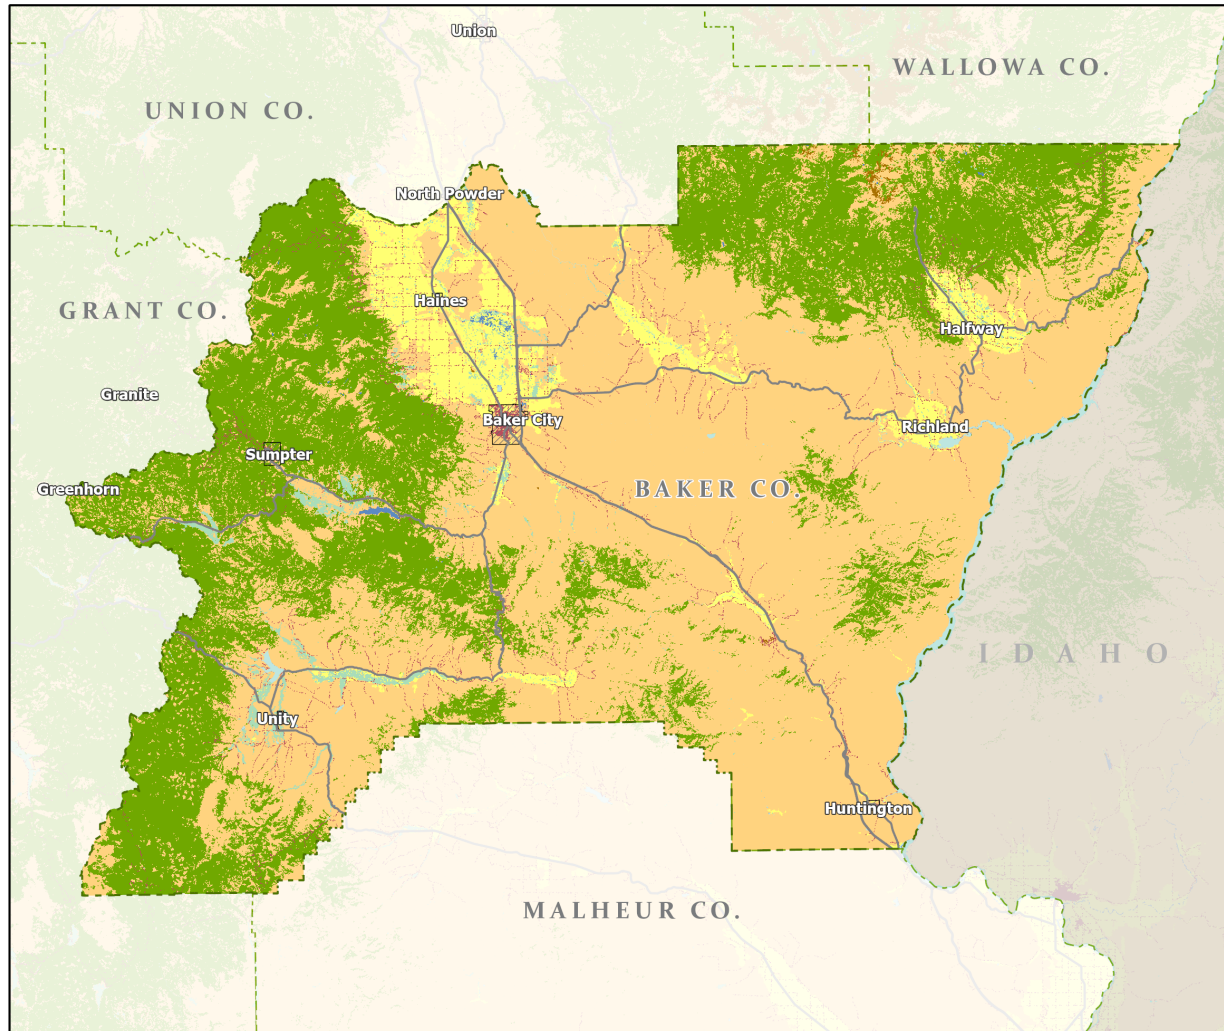 Union
WALLOWA CO.
UNION CO.
North Powder
Haines
GRANT CO.
Halfway
Granite
Baker City
Richland
Sumpter
Greenhorn
BAKER CO.
IDAHO
Unity
Huntington
MALHEUR CO.